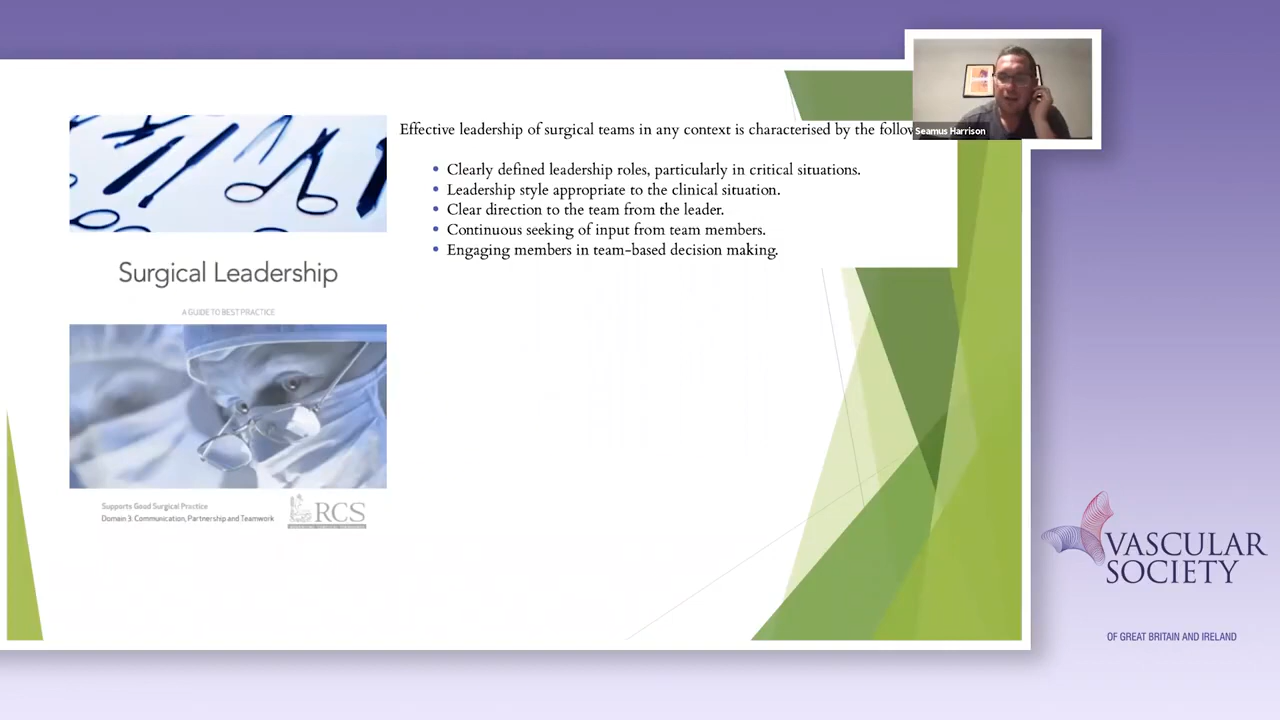 Seamus Harrison
Effective leadership of surgical teams in any context is characterised by the follow
• Clearly defined leadership roles, particularly in critical situations.
• Leadership style appropriate to the clinical situation.
• Clear direction to the team from the leader.
• Continuous seeking of input from team members.
• Engaging members in team-based decision making.
Surgical Leadership
A GUIDE TO BEST PRACTICE
Supports Good Surgical Practice
Domain 3: Communication, Partnership and Teamwork
RCS
VASCULAR
SOCIETY
OF GREAT BRITAIN AND IRELAND